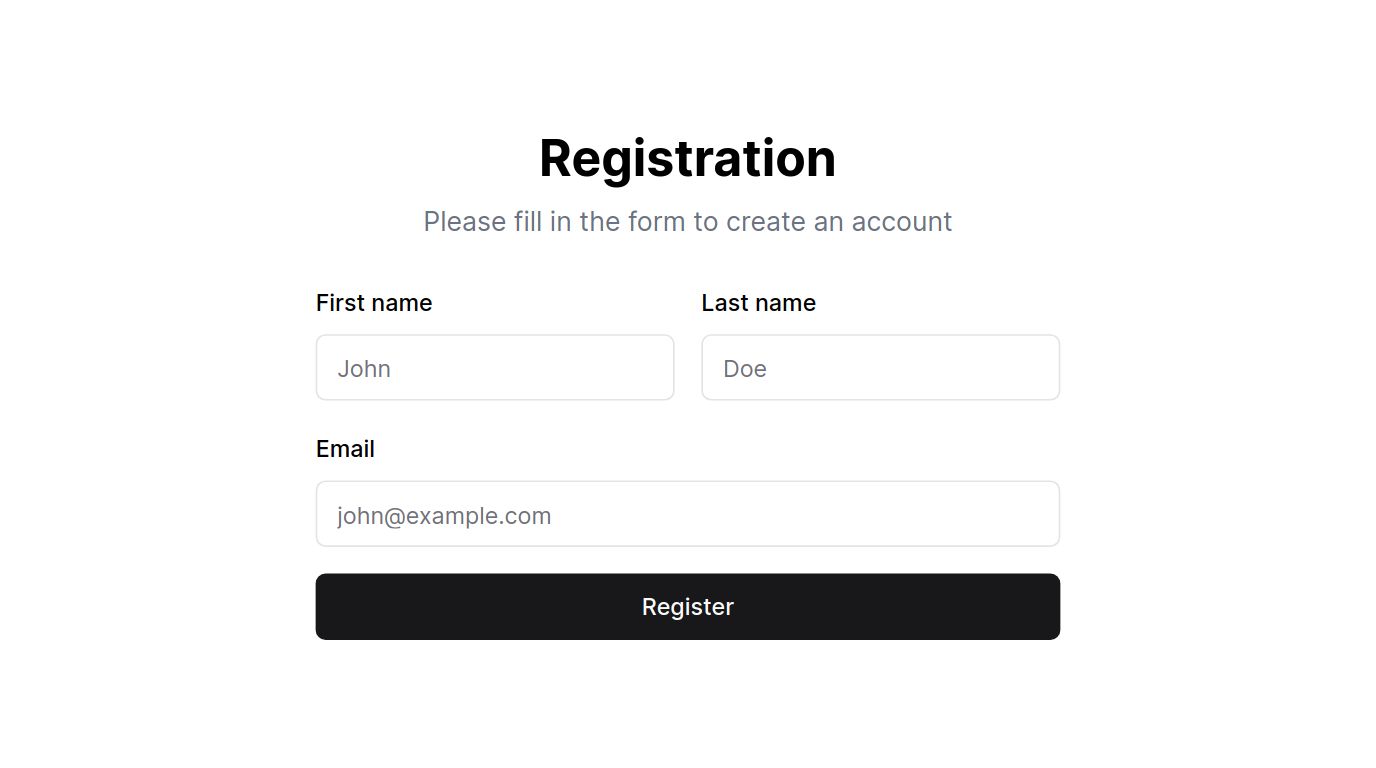 Registration
Please fill in the form to create an account
First name
Last name
John
Doe
Email
john@example.com
Register